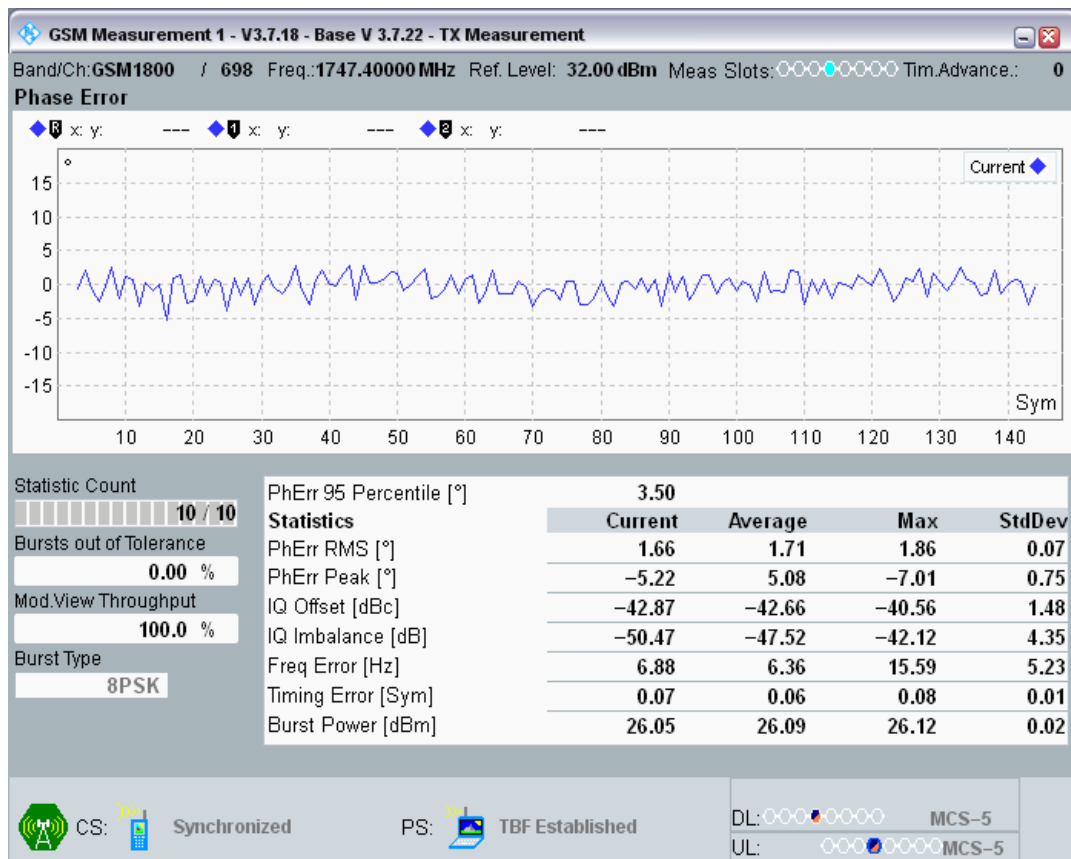 GSM Measurement 1 - V3.7.18 - Base V 3.7.22 - TX Measurement
Band/Ch:GSM1800 / 698 Freq.:1747.40000 MHz Ref. Level: 32.00 dBm Meas Slots: Tim.Advance.: 0
Phase Error
R x: y: --- 1 x: y: --- 2 x: y: ---
°
Current
15
10
5
0
-5
-10
-15
Sym
10 20 30 40 50 60 70 80 90 100 110 120 130 140
Statistic Count
10 / 10
Bursts out of Tolerance
0.00 %
Mod.View Throughput
100.0 %
Burst Type
8PSK
PhErr 95 Percentile [°] 3.50
Statistics Current Average Max StdDev
PhErr RMS [°] 1.66 1.71 1.86 0.07
PhErr Peak [°] −5.22 5.08 −7.01 0.75
IQ Offset [dBc] −42.87 −42.66 −40.56 1.48
IQ Imbalance [dB] −50.47 −47.52 −42.12 4.35
Freq Error [Hz] 6.88 6.36 15.59 5.23
Timing Error [Sym] 0.07 0.06 0.08 0.01
Burst Power [dBm] 26.05 26.09 26.12 0.02
CS: Synchronized PS: TBF Established
DL: MCS−5
UL: MCS−5